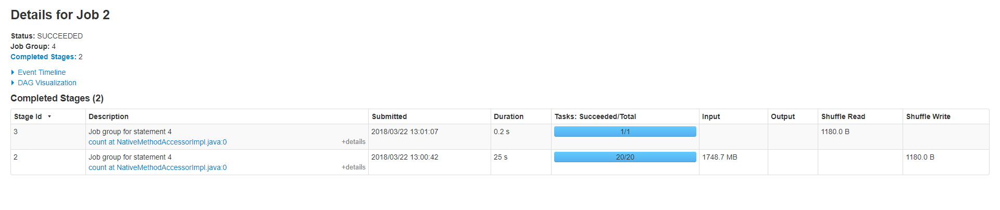 Details for Job 2
Status: SUCCEEDED
Job Group: 4
Completed Stages: 2
Event Timeline
DAG Visualization
Completed Stages (2)
Stage Id Description Submitted Duration Tasks: Succeeded/Total Input Output Shuffle Read Shuffle Write
3 Job group for statement 4 2018/03/22 13:01:07 0.2 s 1/1 1180.0 B
count at NativeMethodAccessorImpl.java:0 +details
2 Job group for statement 4 2018/03/22 13:00:42 25 s 20/20 1748.7 MB 1180.0 B
count at NativeMethodAccessorImpl.java:0 +details